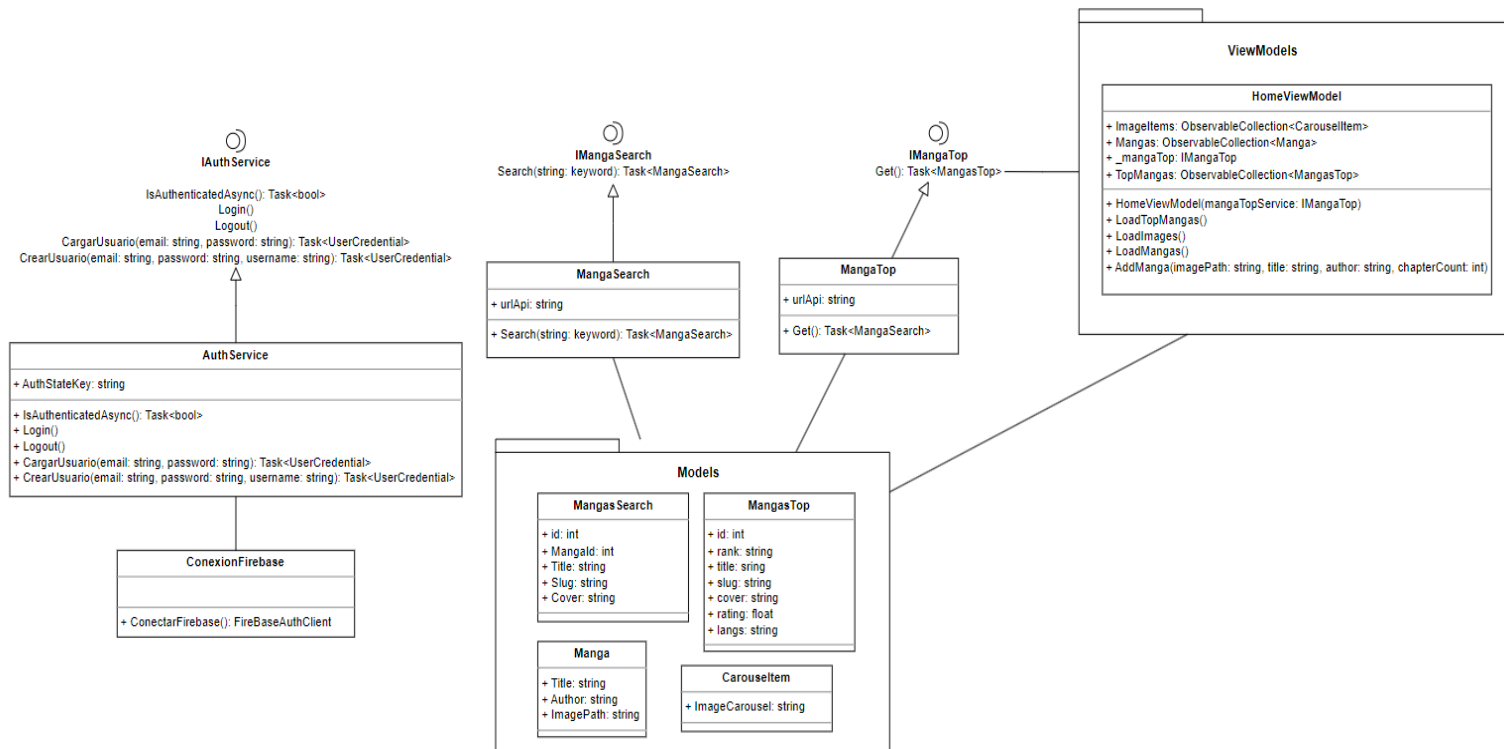 IAuthService
IsAuthenticatedAsync(): Task<bool>
Login()
Logout()
CargarUsuario(email: string, password: string): Task<UserCredential>
CrearUsuario(email: string, password: string, username: string): Task<UserCredential>
AuthService
+ AuthStateKey: string
+ IsAuthenticatedAsync(): Task<bool>
+ Login()
+ Logout()
+ CargarUsuario(email: string, password: string): Task<UserCredential>
+ CrearUsuario(email: string, password: string, username: string): Task<UserCredential>
ConexionFirebase
+ ConectarFirebase(): FireBaseAuthClient
IMangaSearch
Search(string: keyword): Task<MangaSearch>
MangaSearch
+ urlApi: string
+ Search(string: keyword): Task<MangaSearch>
IMangaTop
Get(): Task<MangasTop>
MangaTop
+ urlApi: string
+ Get(): Task<MangaSearch>
ViewModels
HomeViewModel
+ ImageItems: ObservableCollection<CarouselItem>
+ Mangas: ObservableCollection<Manga>
+ _mangaTop: IMangaTop
+ TopMangas: ObservableCollection<MangasTop>
+ HomeViewModel(mangaTopService: IMangaTop)
+ LoadTopMangas()
+ LoadImages()
+ LoadMangas()
+ AddManga(imagePath: string, title: string, author: string, chapterCount: int)
Models
MangasSearch
+ id: int
+ MangaId: int
+ Title: string
+ Slug: string
+ Cover: string
MangasTop
+ id: int
+ rank: string
+ title: sring
+ slug: string
+ cover: string
+ rating: float
+ langs: string
Manga
+ Title: string
+ Author: string
+ ImagePath: string
CarouselItem
+ ImageCarousel: string